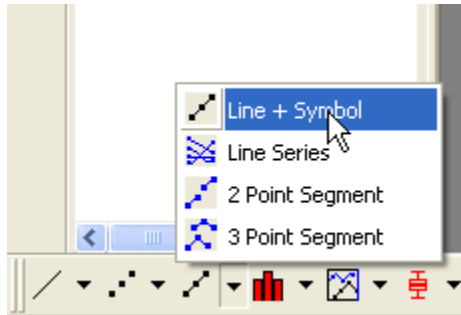 Line + Symbol
Line Series
2 Point Segment
3 Point Segment